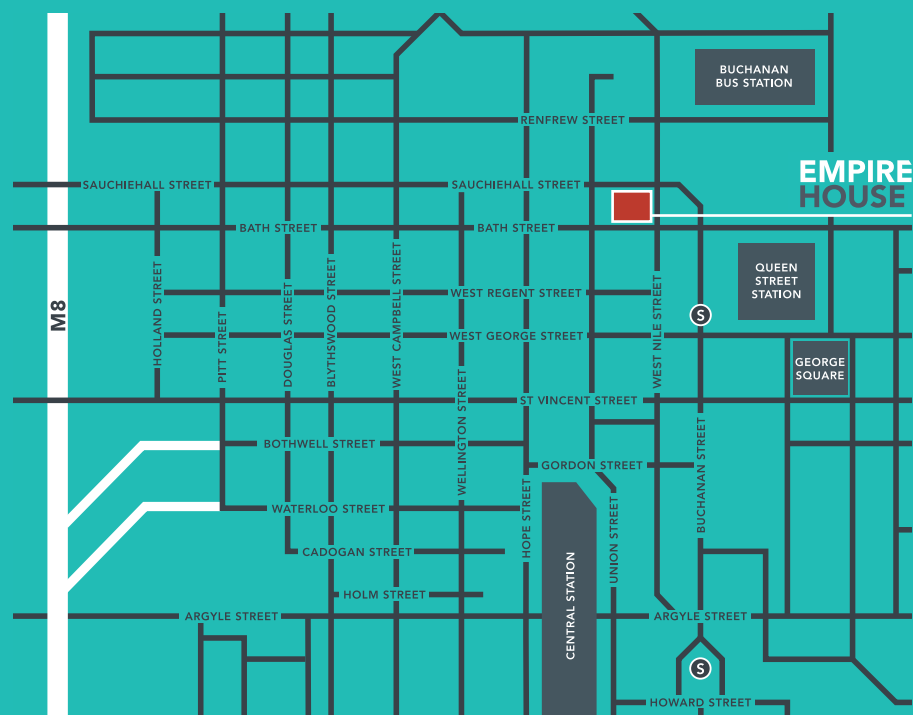 BUCHANAN
BUS STATION
RENFREW STREET
EMPIRE
HOUSE
SAUCHIEHALL STREET
SAUCHIEHALL STREET
BATH STREET
BATH STREET
QUEEN
STREET
STATION
WEST REGENT STREET
HOLLAND STREET
PITT STREET
DOUGLAS STREET
BLYTHSWOOD STREET
WEST CAMPBELL STREET
WEST NILE STREET
M8
S
WEST GEORGE STREET
GEORGE
SQUARE
ST VINCENT STREET
WELLINGTON STREET
BUCHANAN STREET
BOTHWELL STREET
GORDON STREET
WATERLOO STREET
HOPE STREET
UNION STREET
CADOGAN STREET
CENTRAL STATION
HOLM STREET
ARGYLE STREET
ARGYLE STREET
S
HOWARD STREET